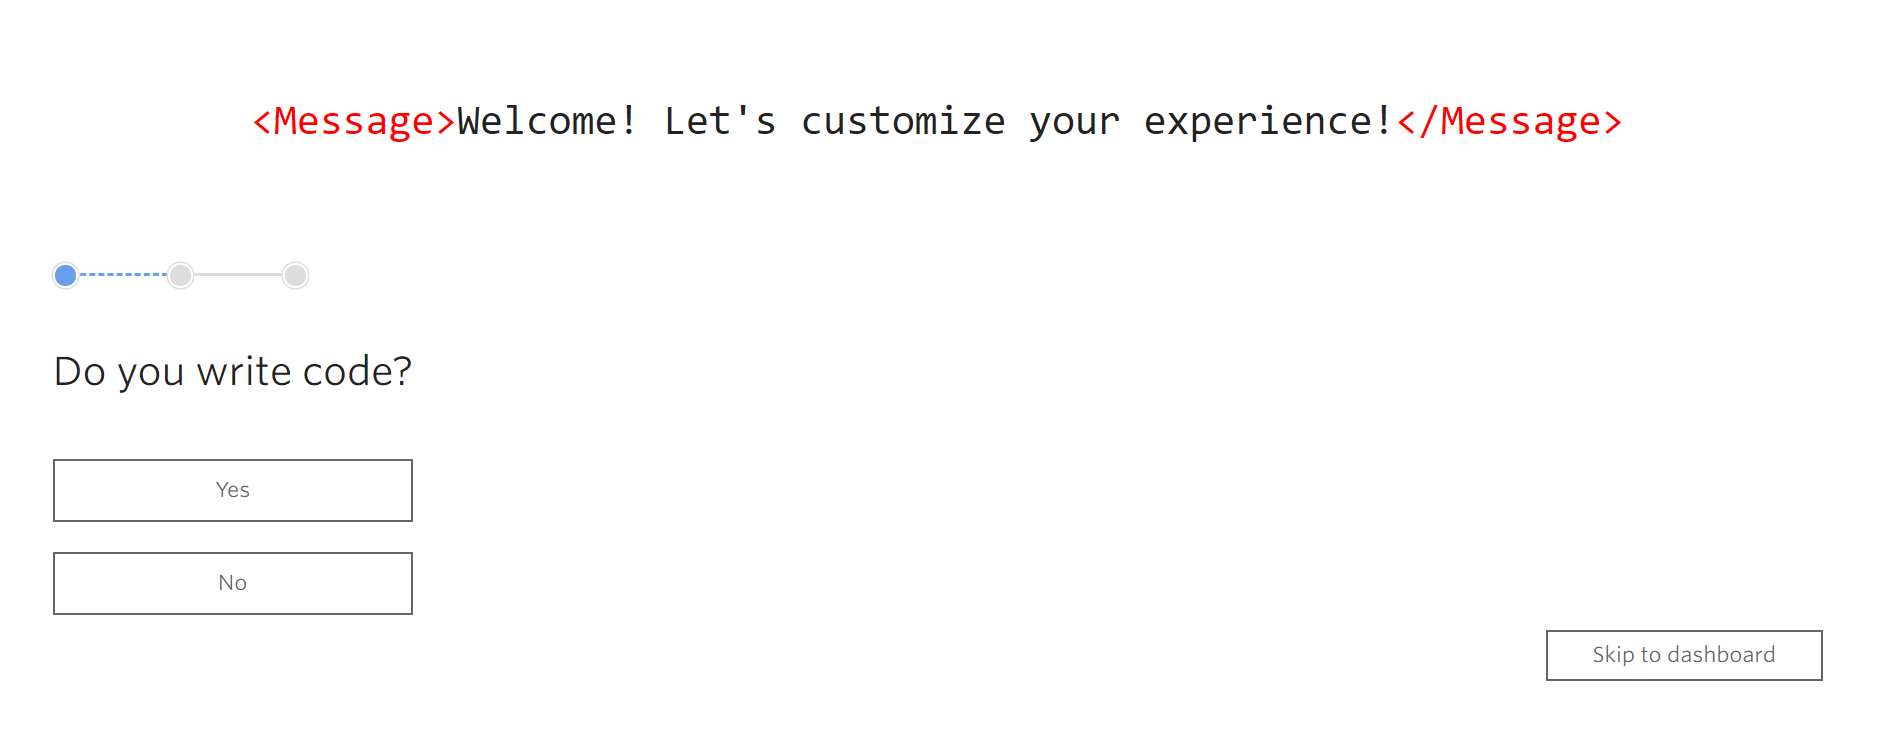 <Message>Welcome! Let's customize your experience!</Message>
Do you write code?
Yes
No
Skip to dashboard